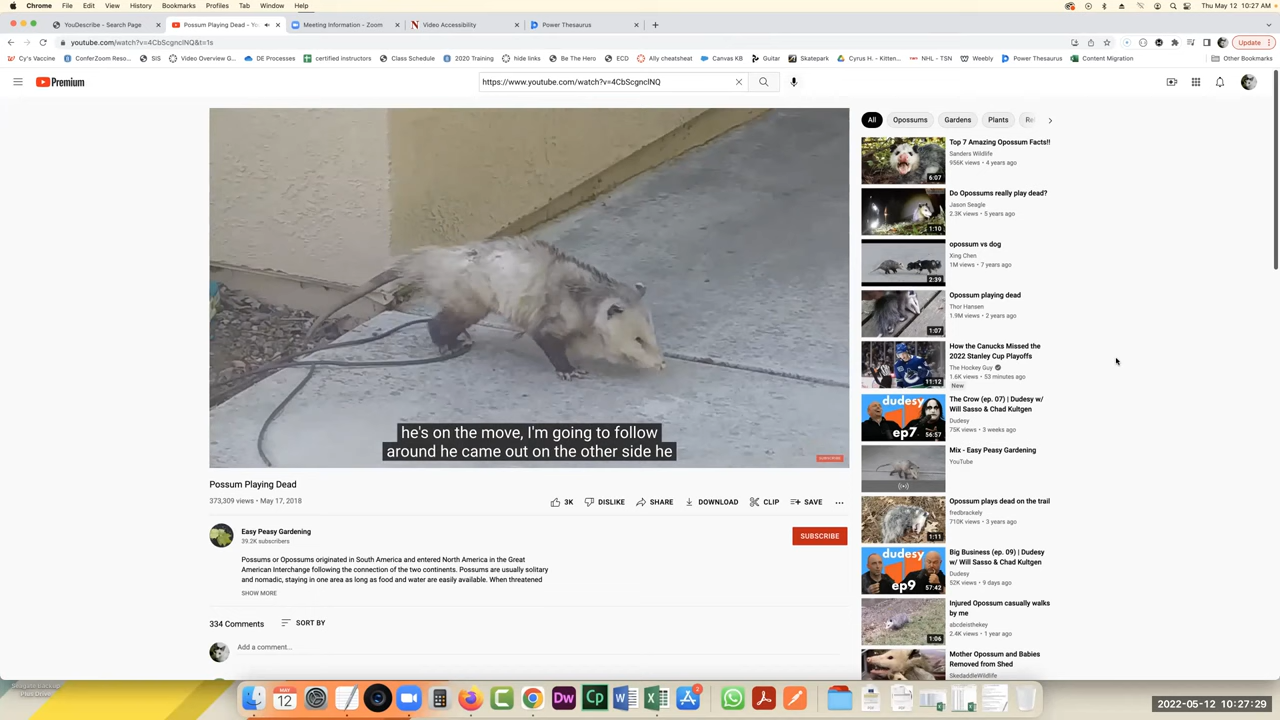 Chrome File Edit View History Bookmarks Profiles Tab Window Help Thu May 12 10:27 AM
YouDescribe - Search Page Possum Playing Dead - Yo Meeting Information - Zoom Video Accessibility Power Thesaurus
youtube.com/watch?v=4CbScgncINQ&t=1s Update
Cy's Vaccine ConferZoom Reso... SIS Video Overview G... DE Processes certified instructors Class Schedule 2020 Training hide links Be The Hero ECD Ally cheatsheet Canvas KB Guitar Skatepark Cyrus H. - Kitten... NHL - TSN Weebly Power Thesaurus Content Migration Other Bookmarks
Premium https://www.youtube.com/watch?v=4CbScgncINQ
he's on the move, I'm going to follow
around he came out on the other side he
SUBSCRIBE
Possum Playing Dead
373,309 views • May 17, 2018
3K DISLIKE SHARE DOWNLOAD CLIP SAVE
Easy Peasy Gardening
39.2K subscribers
SUBSCRIBE
Possums or Opossums originated in South America and entered North America in the Great
American Interchange following the connection of the two continents. Possums are usually solitary
and nomadic, staying in one area as long as food and water are easily available. When threatened
SHOW MORE
334 Comments SORT BY
Add a comment...
All Opossums Gardens Plants Re
Top 7 Amazing Opossum Facts!!
Sanders Wildlife
956K views • 4 years ago
6:07
Do Opossums really play dead?
Jason Seagle
2.3K views • 5 years ago
1:10
opossum vs dog
Xing Chen
1M views • 7 years ago
2:39
Opossum playing dead
Thor Hansen
1.9M views • 2 years ago
1:07
How the Canucks Missed the
2022 Stanley Cup Playoffs
The Hockey Guy
1.6K views • 53 minutes ago
New
11:12
The Crow (ep. 07) | Dudesy w/
Will Sasso & Chad Kultgen
Dudesy
75K views • 3 weeks ago
dudesy
ep7
56:57
Mix - Easy Peasy Gardening
YouTube
Opossum plays dead on the trail
fredbrackely
710K views • 3 years ago
1:11
Big Business (ep. 09) | Dudesy
w/ Will Sasso & Chad Kultgen
Dudesy
52K views • 9 days ago
dudesy
ep9
57:42
Injured Opossum casually walks
by me
abcdeisthekey
2.4K views • 1 year ago
1:06
Mother Opossum and Babies
Removed from Shed
SkedaddleWildlife
Seagate Backup
Plus Drive
MAY
12
Dw
Cp
2022-05-12 10:27:29